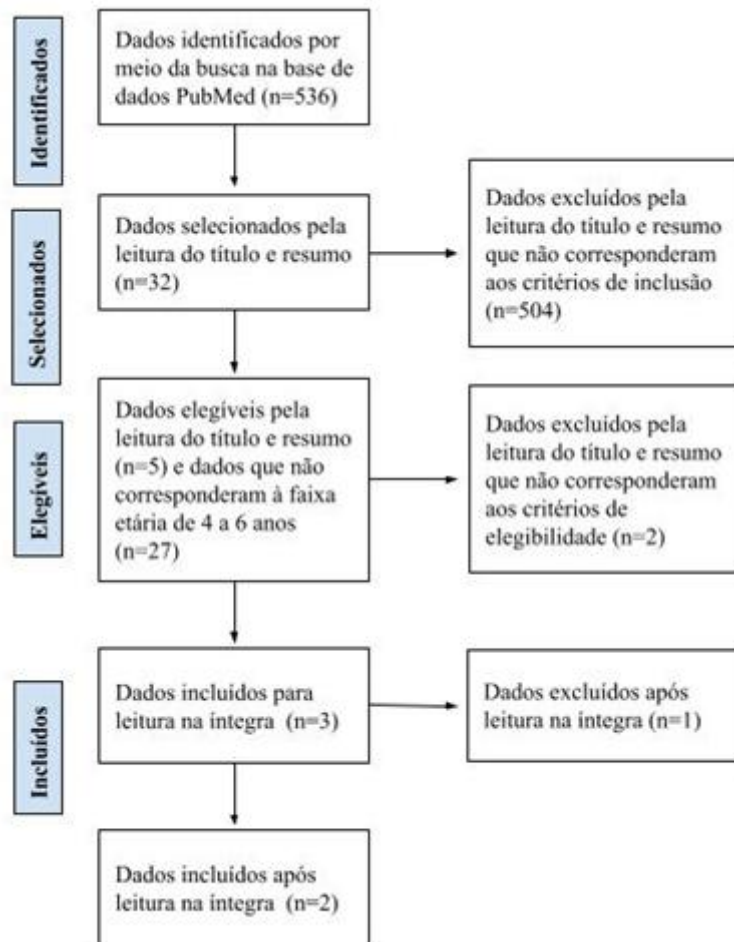 Identificados
Dados identificados por
meio da busca na base de
dados PubMed (n=536)
Selecionados
Dados selecionados pela
leitura do título e resumo
(n=32)
Dados excluídos pela
leitura do título e resumo
que não corresponderam
aos critérios de inclusão
(n=504)
Elegíveis
Dados elegíveis pela
leitura do título e resumo
(n=5) e dados que não
corresponderam à faixa
etária de 4 a 6 anos
(n=27)
Dados excluídos pela
leitura do título e resumo
que não corresponderam
aos critérios de
elegibilidade (n=2)
Incluídos
Dados incluidos para
leitura na íntegra (n=3)
Dados excluídos após
leitura na íntegra (n=1)
Dados incluidos após
leitura na íntegra (n=2)